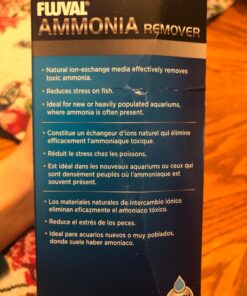 FLUVAL
AMMONIA REMOVER
• Natural ion-exchange media effectively removes
toxic ammonia.
• Reduces stress on fish.
• Ideal for new or heavily populated aquariums,
where ammonia is often present.
• Constitue un échangeur d'ions naturel qui élimine
efficacement l'ammoniaque toxique.
• Réduit le stress chez les poissons.
• Est idéal dans les nouveaux aquariums ou ceux qui
sont densément peuplés où l'ammoniaque est
souvent présent.
• Los materiales naturales de intercambio iónico
eliminan eficazmente el amoniaco tóxico.
• Reduce el estrés de los peces.
• Ideal para acuarios nuevos o muy poblados,
donde suele haber amoniaco.